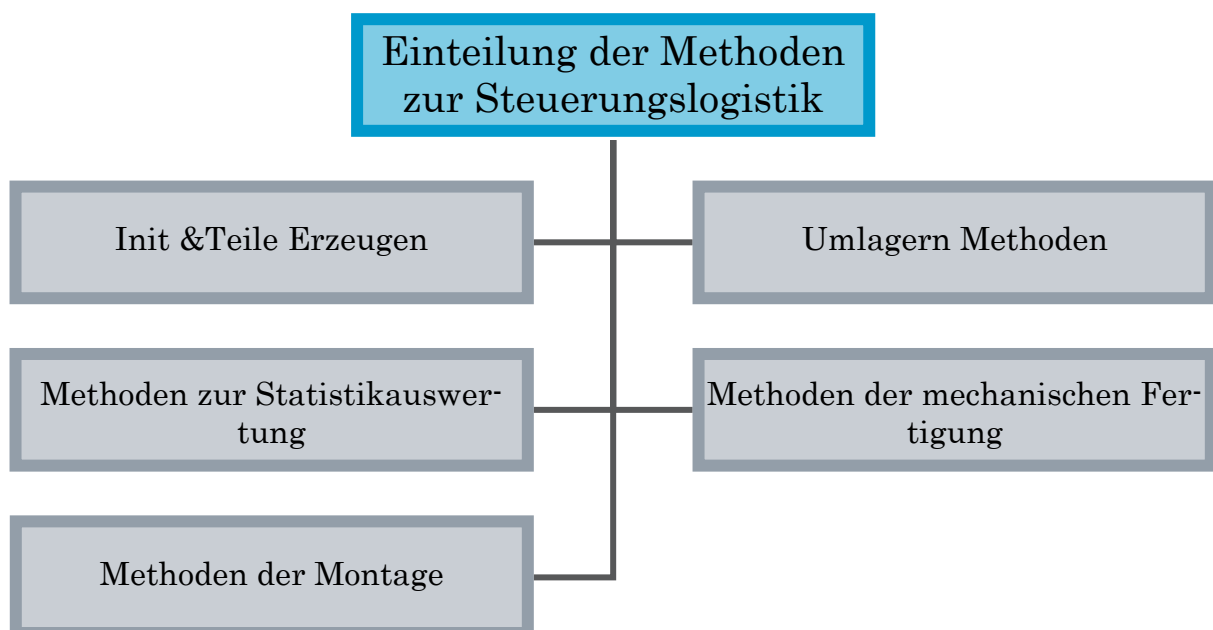 Einteilung der Methoden
zur Steuerungslogistik
Init &Teile Erzeugen
Umlagern Methoden
Methoden zur Statistikauswer-
tung
Methoden der mechanischen Fer-
tigung
Methoden der Montage